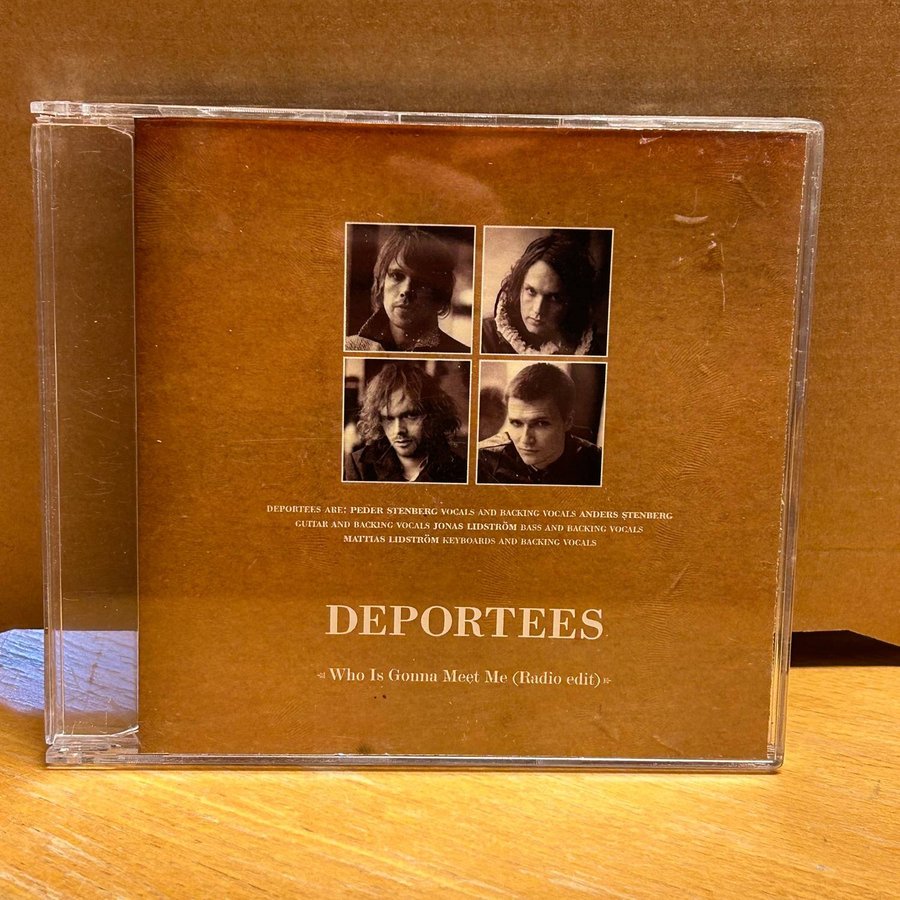 DEPORTEES ARE: PEDER STENBERG VOCALS AND BACKING VOCALS ANDERS STENBERG
GUITAR AND BACKING VOCALS JONAS LIDSTRÖM BASS AND BACKING VOCALS
MATTIAS LIDSTRÖM KEYBOARDS AND BACKING VOCALS
DEPORTEES
Who Is Gonna Meet Me (Radio edit)